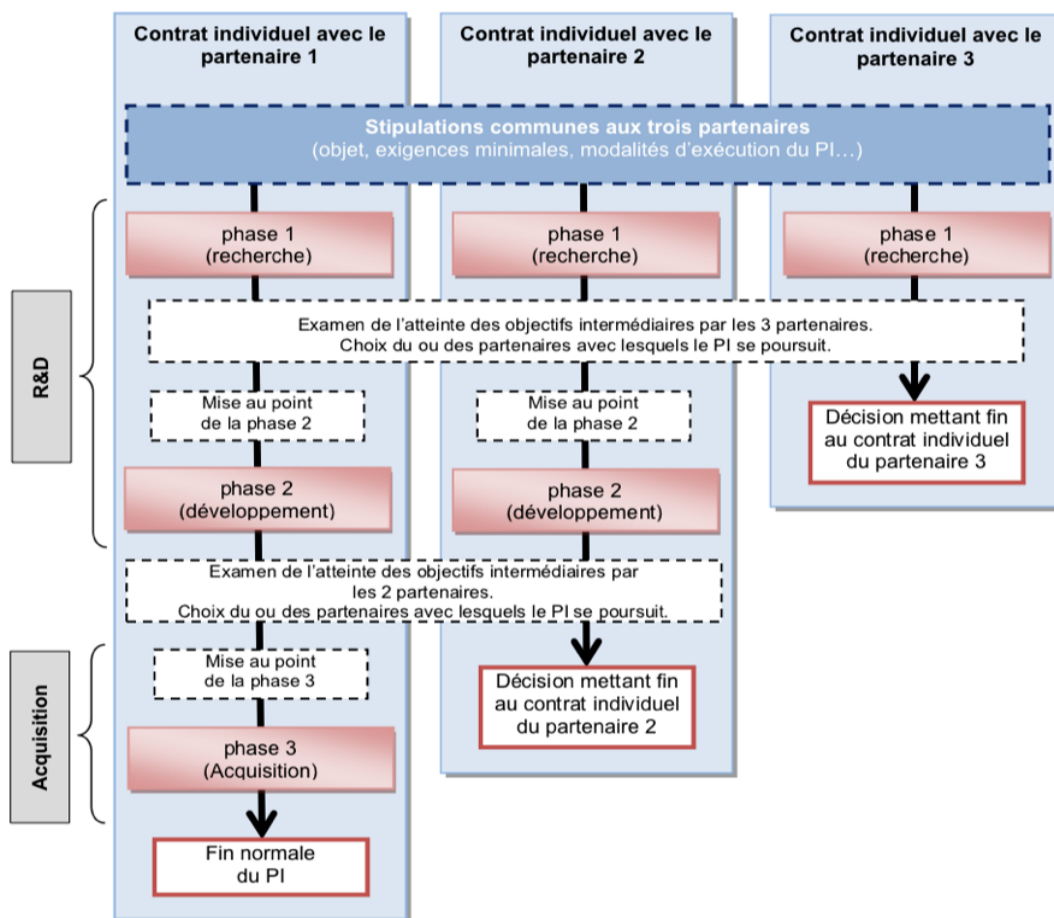 Contrat individuel avec le
partenaire 1
Contrat individuel avec le
partenaire 2
Contrat individuel avec le
partenaire 3
Stipulations communes aux trois partenaires
(objet, exigences minimales, modalités d'exécution du PI…)
R&D
phase 1
(recherche)
phase 1
(recherche)
phase 1
(recherche)
Examen de l'atteinte des objectifs intermédiaires par les 3 partenaires.
Choix du ou des partenaires avec lesquels le PI se poursuit.
Mise au point
de la phase 2
Mise au point
de la phase 2
Décision mettant fin
au contrat individuel
du partenaire 3
phase 2
(développement)
phase 2
(développement)
Examen de l'atteinte des objectifs intermédiaires par
les 2 partenaires.
Choix du ou des partenaires avec lesquels le PI se poursuit.
Acquisition
Mise au point
de la phase 3
Décision mettant fin
au contrat individuel
du partenaire 2
phase 3
(Acquisition)
Fin normale
du PI